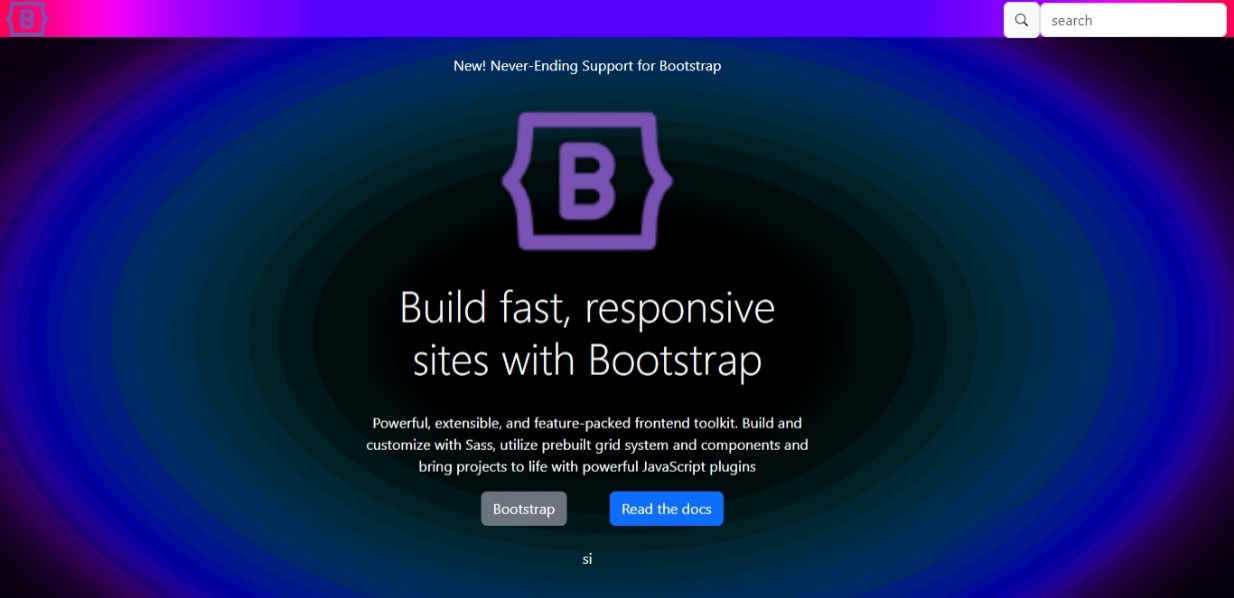 B
search
New! Never-Ending Support for Bootstrap
B
Build fast, responsive
sites with Bootstrap
Powerful, extensible, and feature-packed frontend toolkit. Build and
customize with Sass, utilize prebuilt grid system and components and
bring projects to life with powerful JavaScript plugins
Bootstrap
Read the docs
si